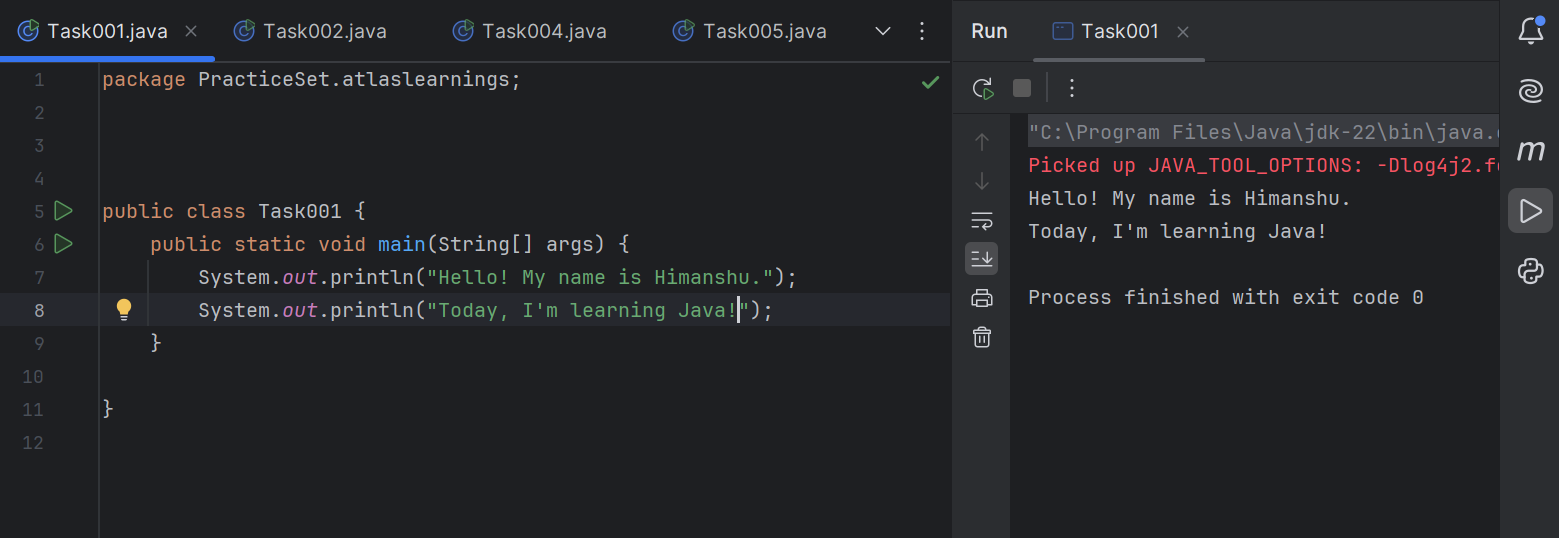 Task001.java Task002.java Task004.java Task005.java
1 package PracticeSet.atlaslearnings;
2
3
4
5 public class Task001 {
6 public static void main(String[] args) {
7 System.out.println("Hello! My name is Himanshu.");
8 System.out.println("Today, I'm learning Java!");
9 }
10
11 }
12
Run Task001
"C:\Program Files\Java\jdk-22\bin\java.
Picked up JAVA_TOOL_OPTIONS: -Dlog4j2.f
Hello! My name is Himanshu.
Today, I'm learning Java!
Process finished with exit code 0
m